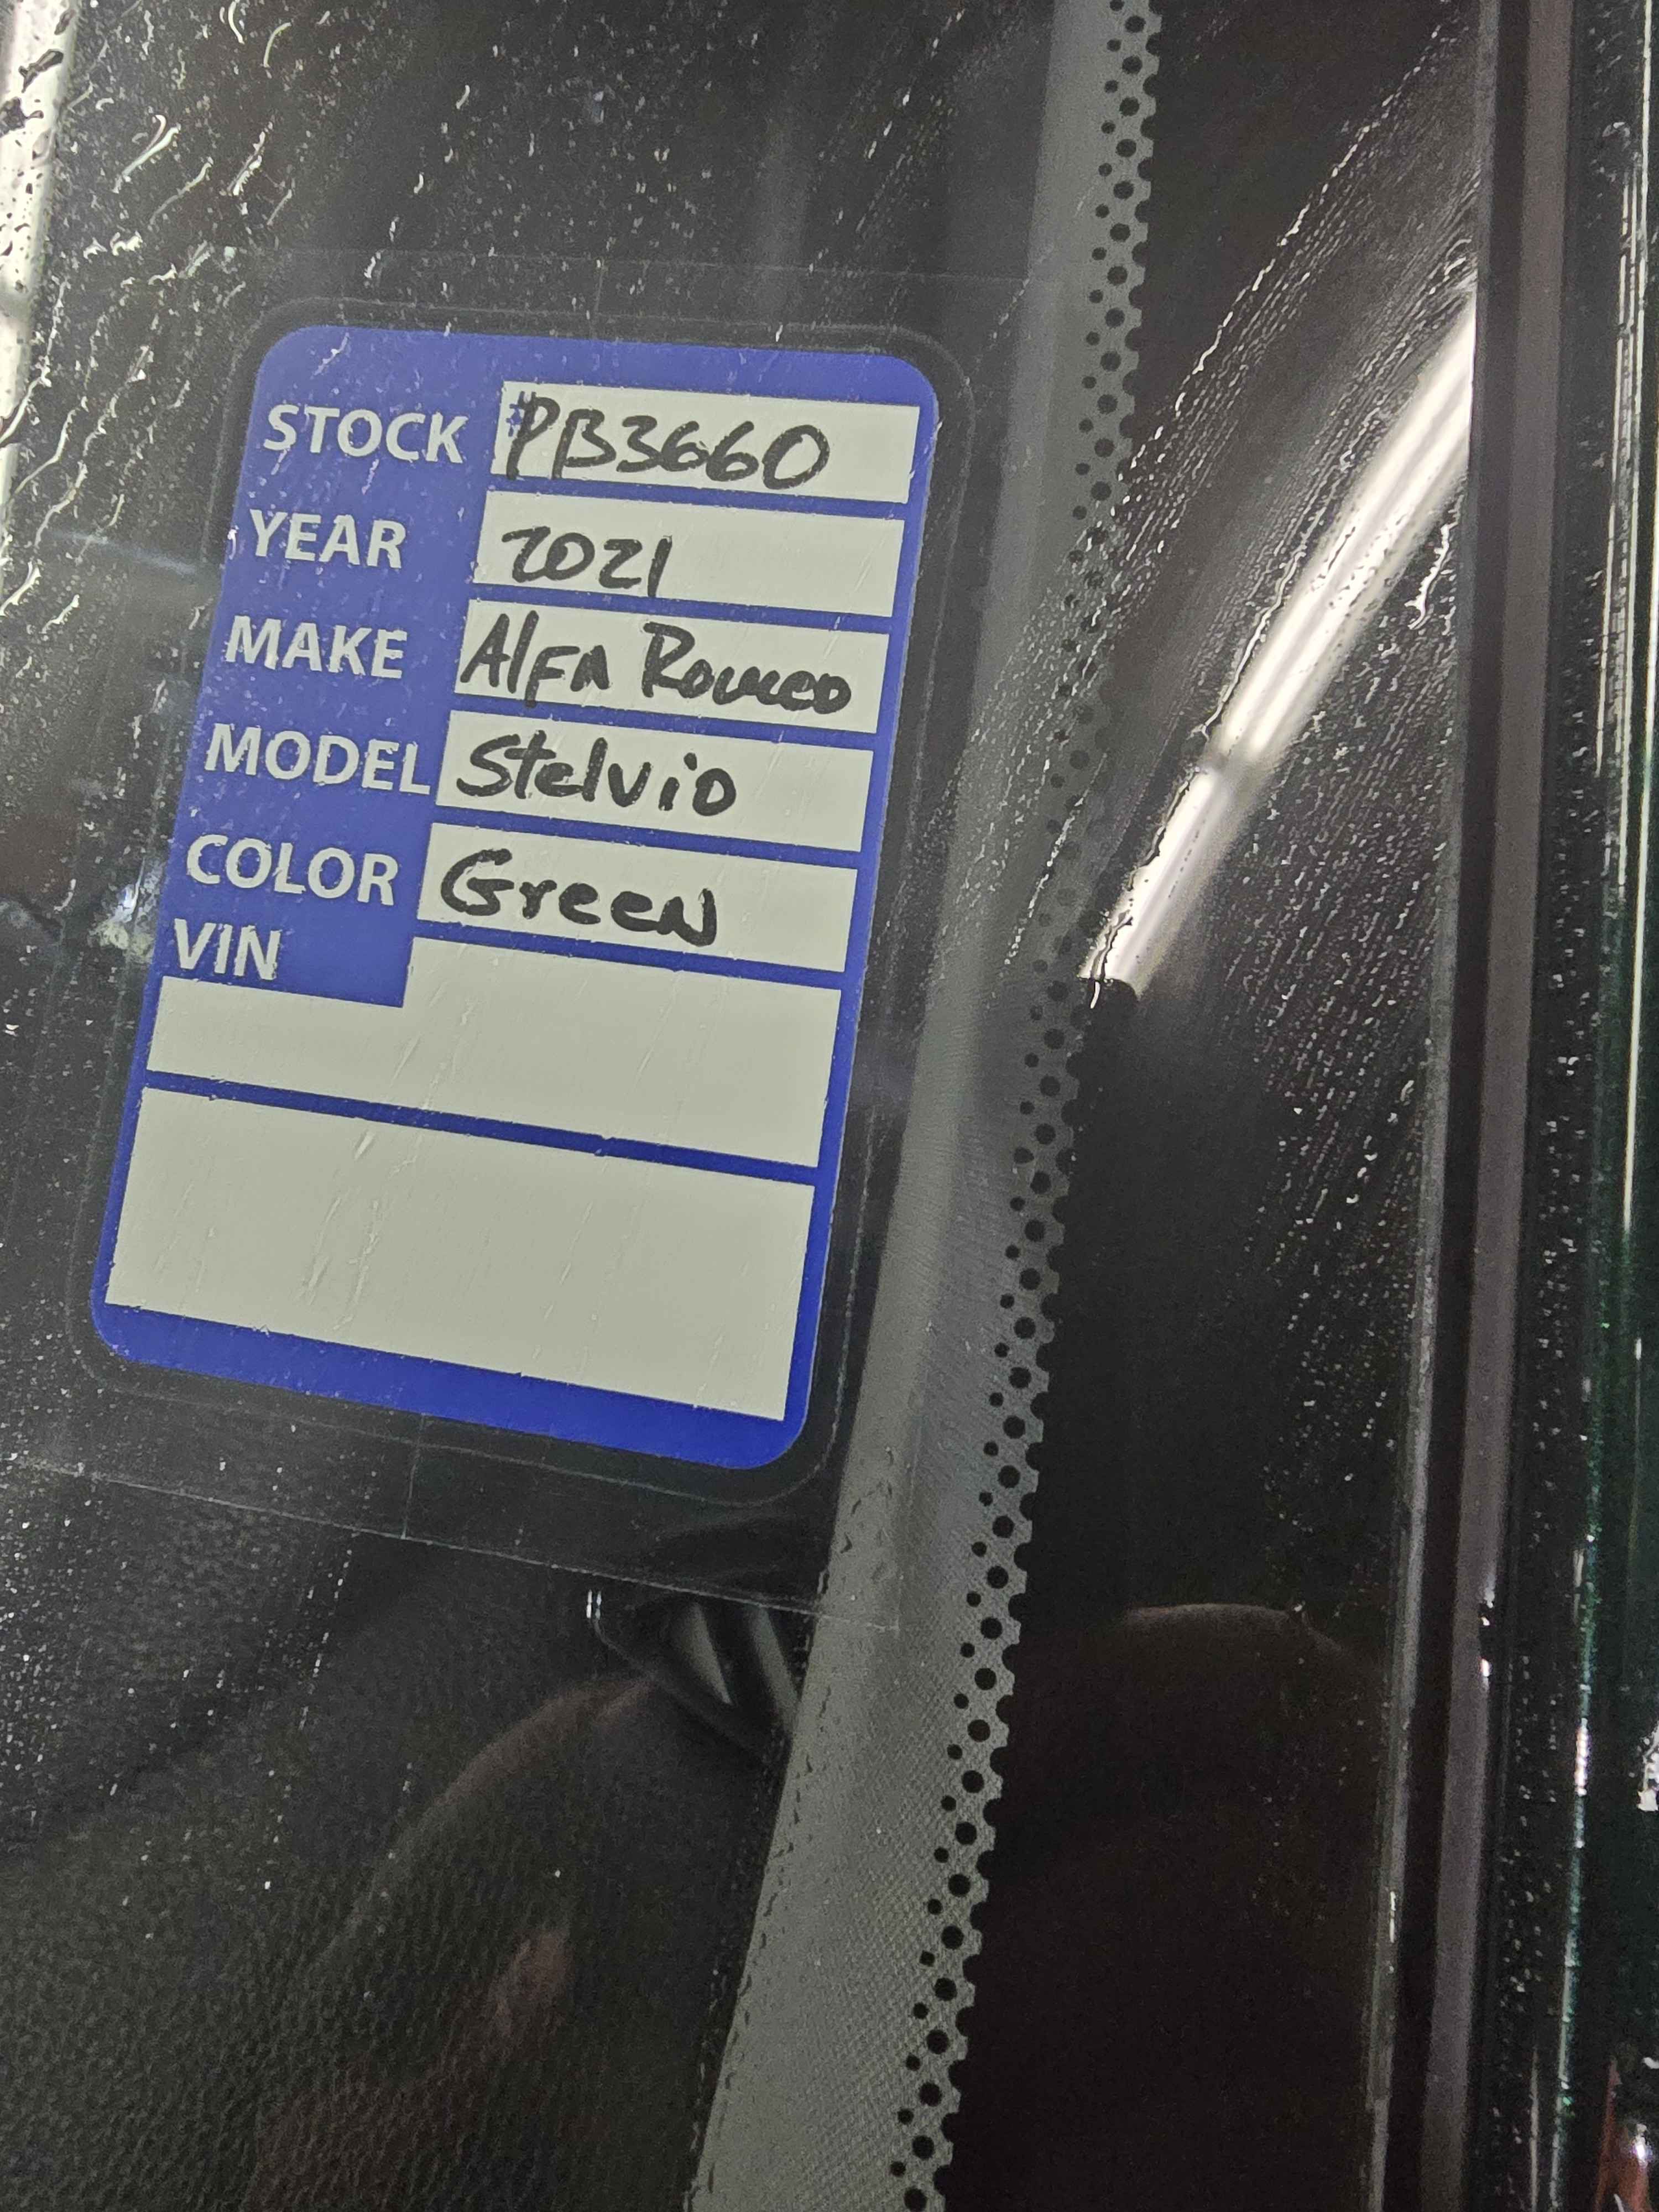 STOCK #PB3660
YEAR 2021
MAKE Alfa Romeo
MODEL Stelvio
COLOR Green
VIN